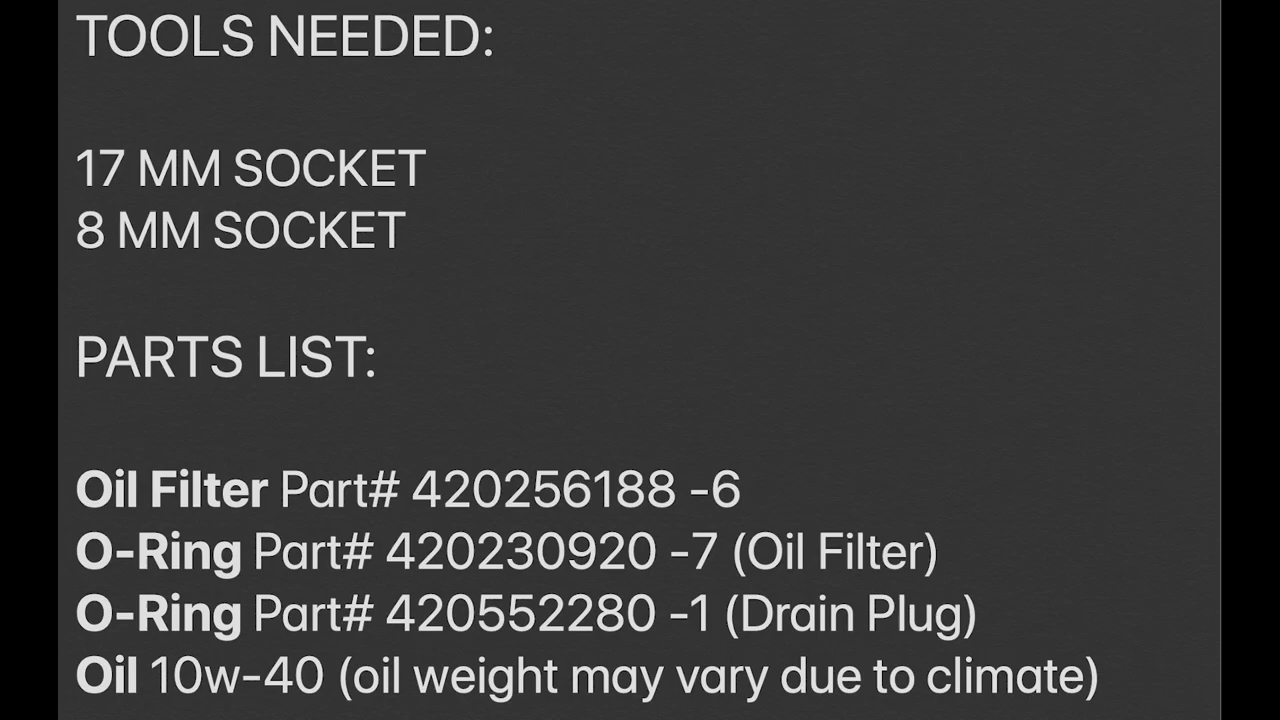 TOOLS NEEDED:
17 MM SOCKET
8 MM SOCKET
PARTS LIST:
Oil Filter Part# 420256188 -6
O-Ring Part# 420230920 -7 (Oil Filter)
O-Ring Part# 420552280 -1 (Drain Plug)
Oil 10w-40 (oil weight may vary due to climate)